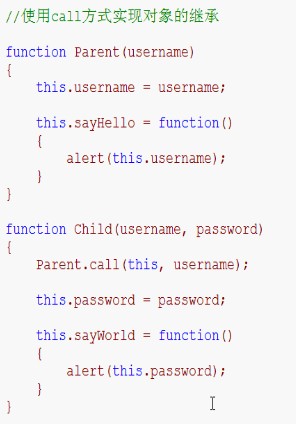 //使用call方式实现对象的继承
function Parent(username)
{
this.username = username;
this.sayHello = function()
{
alert(this.username);
}
}
function Child(username, password)
{
Parent.call(this, username);
this.password = password;
this.sayWorld = function()
{
alert(this.password);
}
}